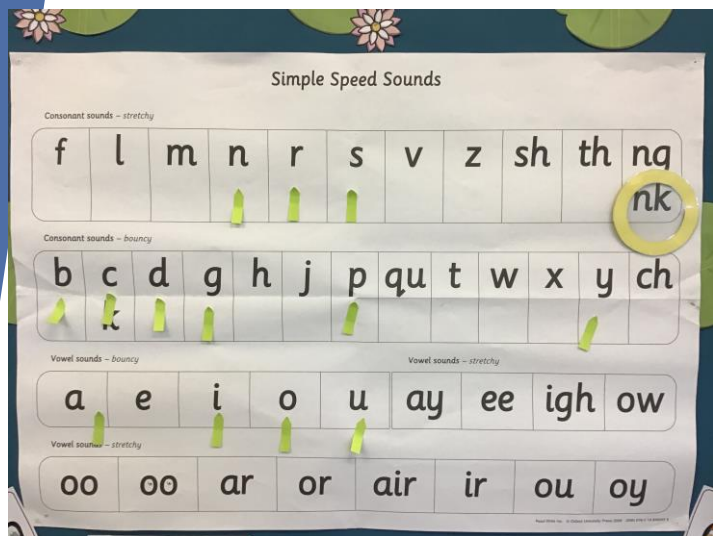 Simple Speed Sounds
Consonant sounds – stretchy
f l m n r s v z sh th ng
nk
Consonant sounds – bouncy
b c d g h j p qu t w x y ch
k
Vowel sounds – bouncy Vowel sounds – stretchy
a e i o u ay ee igh ow
Vowel sounds – stretchy
oo oo ar or air ir ou oy